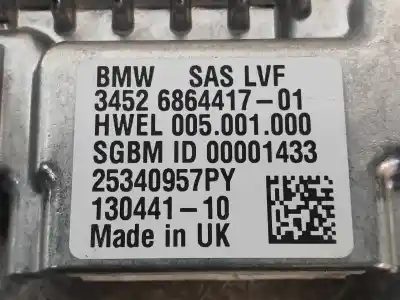 BMW SAS LVF
3452 6864417-01
HWEL 005.001.000
SGBM ID 00001433
25340957PY
130441-10
Made in UK